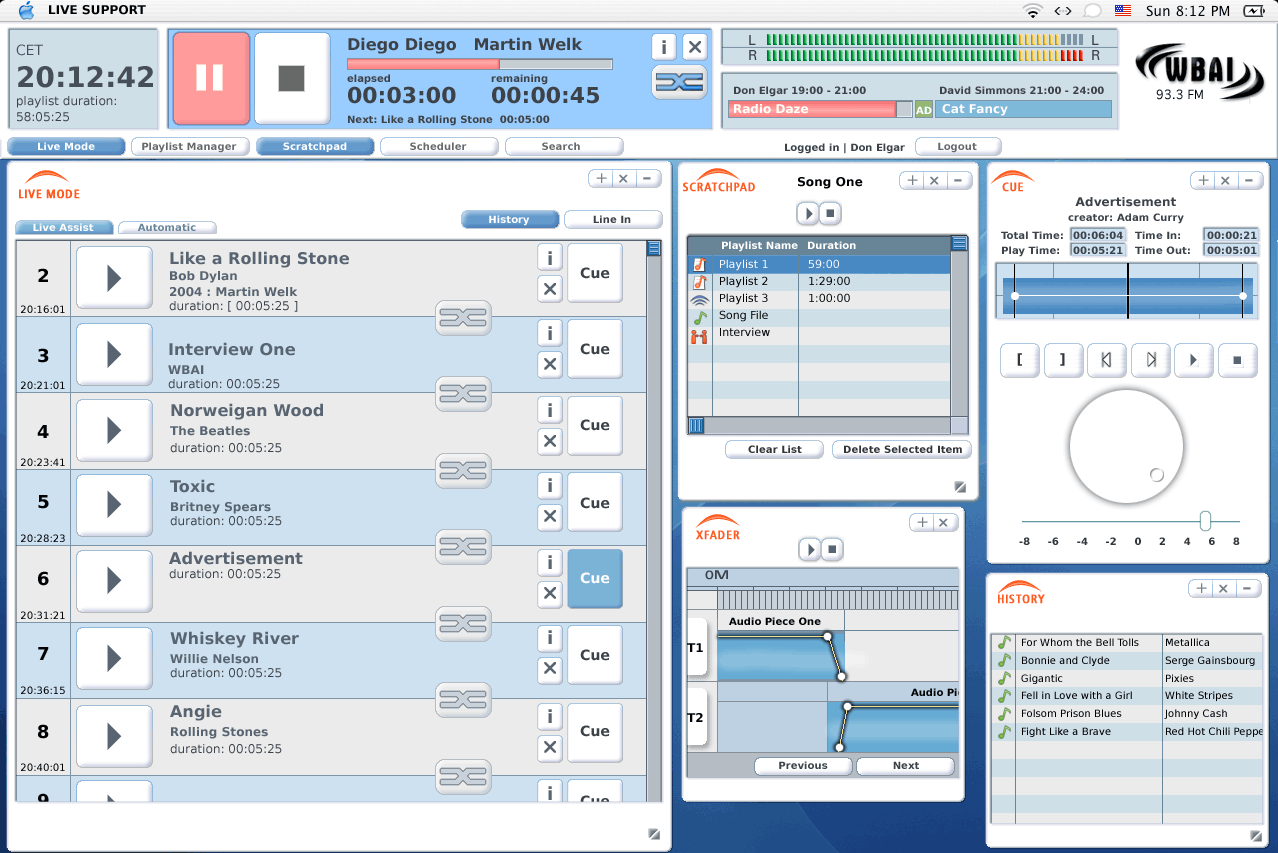 LIVE SUPPORT
Sun 8:12 PM
CET
20:12:42
playlist duration:
58:05:25
Diego Diego Martin Welk
elapsed remaining
00:03:00 00:00:45
Next: Like a Rolling Stone 00:05:00
i
L L
R R
Don Elgar 19:00 - 21:00 David Simmons 21:00 - 24:00
Radio Daze AD Cat Fancy
WBAI
93.3 FM
Live Mode Playlist Manager Scratchpad Scheduler Search
Logged in | Don Elgar Logout
LIVE MODE
History Line In
Live Assist Automatic
2
20:16:01
Like a Rolling Stone
Bob Dylan
2004 : Martin Welk
duration: [ 00:05:25 ]
i
Cue
3
20:21:01
Interview One
WBAI
duration: 00:05:25
i
Cue
4
20:23:41
Norweigan Wood
The Beatles
duration: 00:05:25
i
Cue
5
20:28:23
Toxic
Britney Spears
duration: 00:05:25
i
Cue
6
20:31:21
Advertisement
duration: 00:05:25
i
Cue
7
20:36:15
Whiskey River
Willie Nelson
duration: 00:05:25
i
Cue
8
20:40:01
Angie
Rolling Stones
duration: 00:05:25
i
Cue
9
i
Cue
SCRATCHPAD
Song One
Playlist Name Duration
Playlist 1 59:00
Playlist 2 1:29:00
Playlist 3 1:00:00
Song File
Interview
Clear List Delete Selected Item
XFADER
0M
Audio Piece One
T1
Audio Pi
T2
Previous Next
CUE
Advertisement
creator: Adam Curry
Total Time: 00:06:04 Time In: 00:00:21
Play Time: 00:05:21 Time Out: 00:05:01
[ ]
-8 -6 -4 -2 0 2 4 6 8
HISTORY
For Whom the Bell Tolls Metallica
Bonnie and Clyde Serge Gainsbourg
Gigantic Pixies
Fell in Love with a Girl White Stripes
Folsom Prison Blues Johnny Cash
Fight Like a Brave Red Hot Chili Peppe